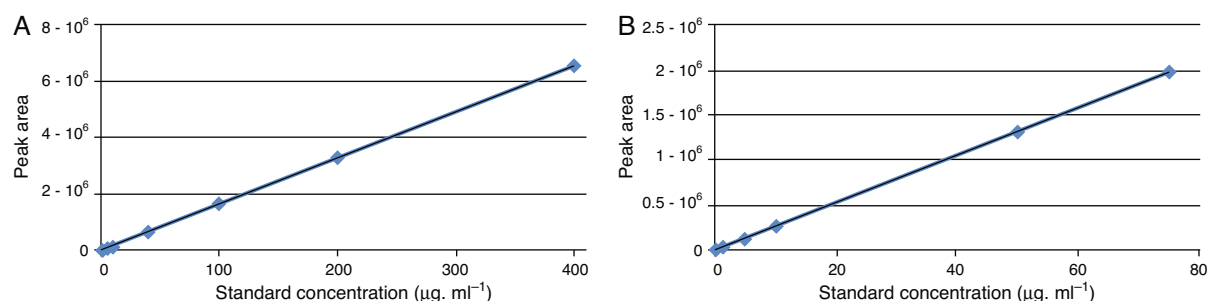 A
8 - 10⁶
6 - 10⁶
4 - 10⁶
2 - 10⁶
0
Peak area
0 100 200 300 400
Standard concentration (µg. ml⁻¹)
B
2.5 - 10⁶
2 - 10⁶
1.5 - 10⁶
1 - 10⁶
0.5 - 10⁶
0
Peak area
0 20 40 60 80
Standard concentration (µg. ml⁻¹)